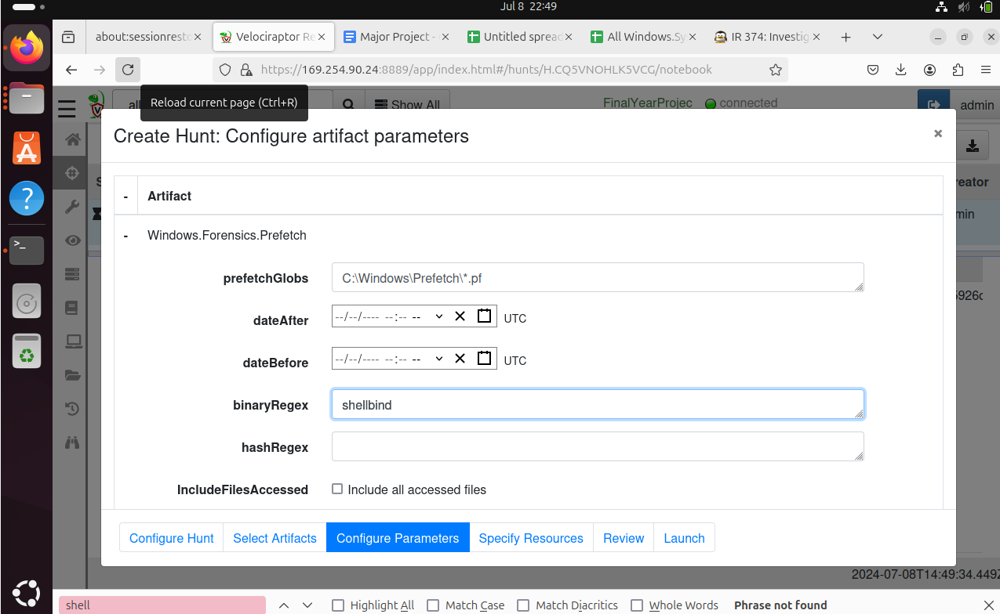 Jul 8 22:49
about:sessionresto
Velociraptor Re
Major Project -
Untitled spread
All Windows.Sy
IR 374: Investig
https://169.254.90.24:8889/app/index.html#/hunts/H.CQ5VNOHLK5VCG/notebook
Reload current page (Ctrl+R)
all
Show All
FinalYearProjec
connected
admin
Create Hunt: Configure artifact parameters
×
reator
min
- Artifact
- Windows.Forensics.Prefetch
prefetchGlobs C:\Windows\Prefetch\*.pf
dateAfter --/--/---- --:-- -- UTC
dateBefore --/--/---- --:-- -- UTC
binaryRegex shellbind
hashRegex
5926c
IncludeFilesAccessed Include all accessed files
Configure Hunt Select Artifacts Configure Parameters Specify Resources Review Launch
2024-07-08T14:49:34.449Z
shell Highlight All Match Case Match Diacritics Whole Words Phrase not found